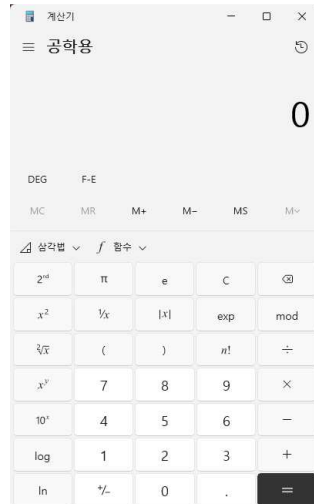 계산기
공학용
0
DEG F-E
MC MR M+ M- MS M˅
삼각법 f 함수
2ⁿᵈ π e C
x² ¹/x |x| exp mod
²√x ( ) n! ÷
xʸ 7 8 9 ×
10ˣ 4 5 6 −
log 1 2 3 +
ln +/- 0 . =